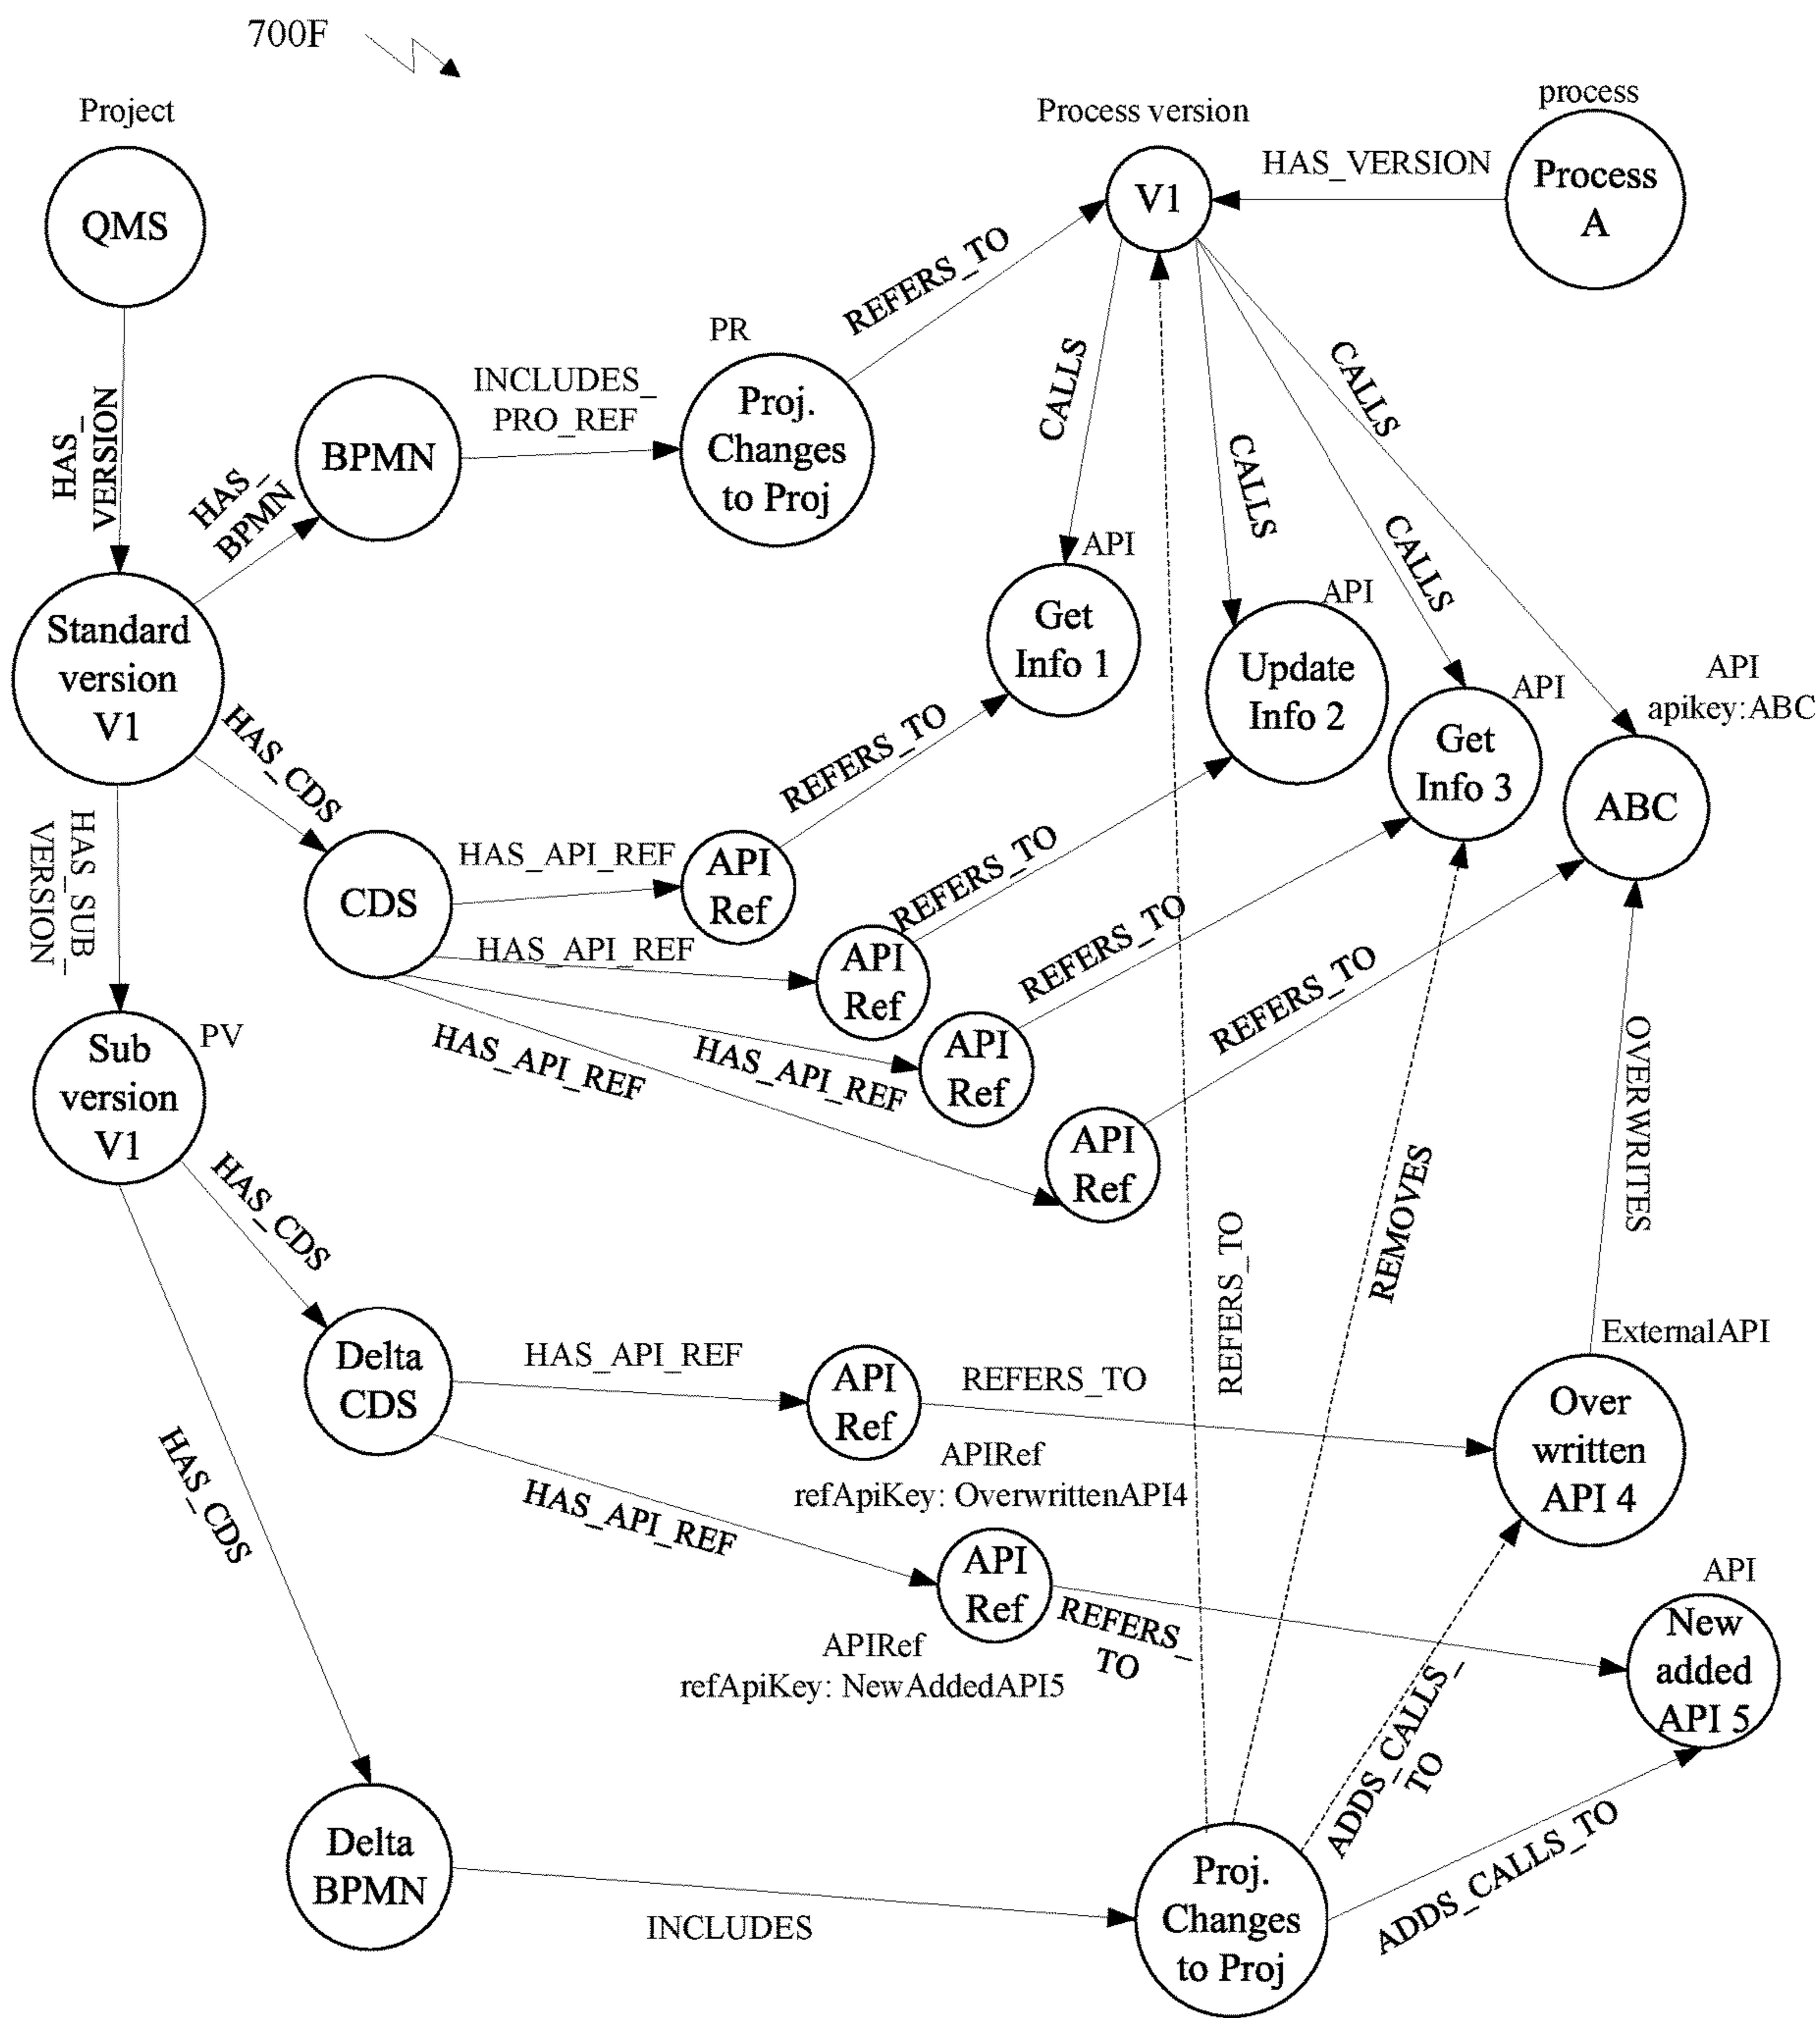 700F
Project
Process version
process
QMS
V1
HAS_VERSION
Process
A
REFERS_TO
PR
HAS_
VERSION
BPMN
INCLUDES_
PRO_REF
Proj.
Changes
to Proj
CALLS
CALLS
CALLS
CALLS
HAS_
BPMN
API
Get
Info 1
API
Update
Info 2
API
Get
Info 3
API
apikey:ABC
ABC
Standard
version
V1
HAS_CDS
REFERS_TO
HAS_SUB_
VERSION
CDS
HAS_API_REF
API
Ref
REFERS_TO
HAS_API_REF
API
Ref
REFERS_TO
HAS_API_REF
API
Ref
REFERS_TO
HAS_API_REF
API
Ref
OVERWRITES
Sub
version
V1
PV
HAS_CDS
REFERS_TO
REMOVES
Delta
CDS
HAS_API_REF
API
Ref
REFERS_TO
ExternalAPI
Over
written
API 4
APIRef
refApiKey: OverwrittenAPI4
HAS_CDS
HAS_API_REF
API
Ref
REFERS_
TO
APIRef
refApiKey: NewAddedAPI5
API
New
added
API 5
ADDS_CALLS_
TO
ADDS_CALLS_TO
Delta
BPMN
INCLUDES
Proj.
Changes
to Proj